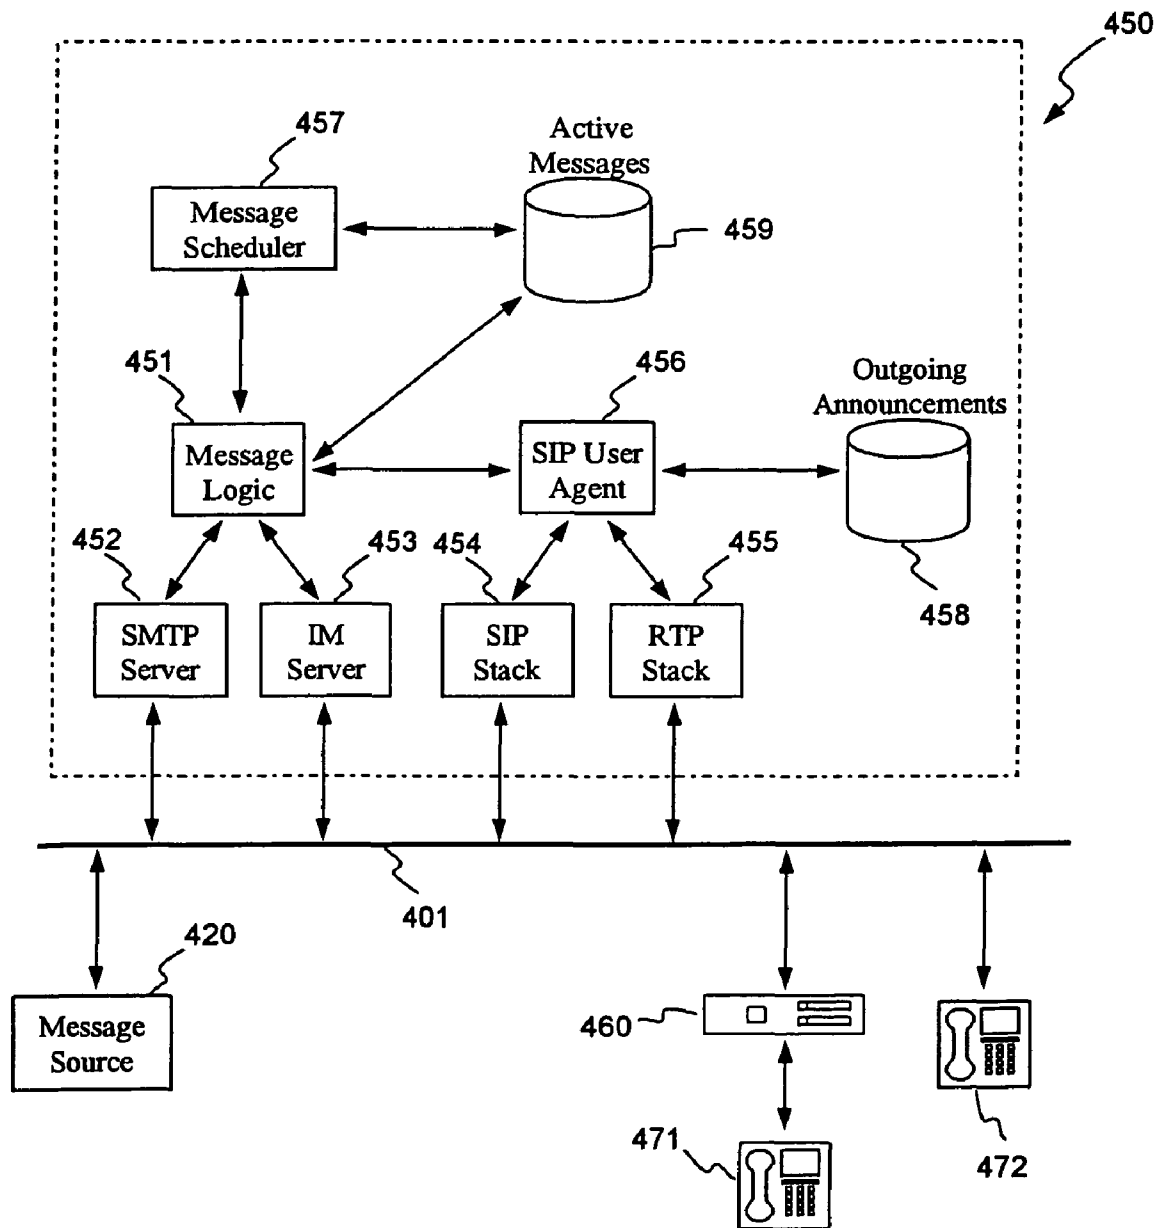 450
457
Active
Messages
Message
Scheduler
459
451
456
Outgoing
Announcements
Message
Logic
SIP User
Agent
452
453
454
455
458
SMTP
Server
IM
Server
SIP
Stack
RTP
Stack
401
420
Message
Source
460
471
472